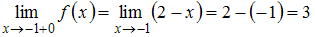 lim f(x) = lim (2 − x) = 2 − (−1) = 3
x→−1+0 x→−1